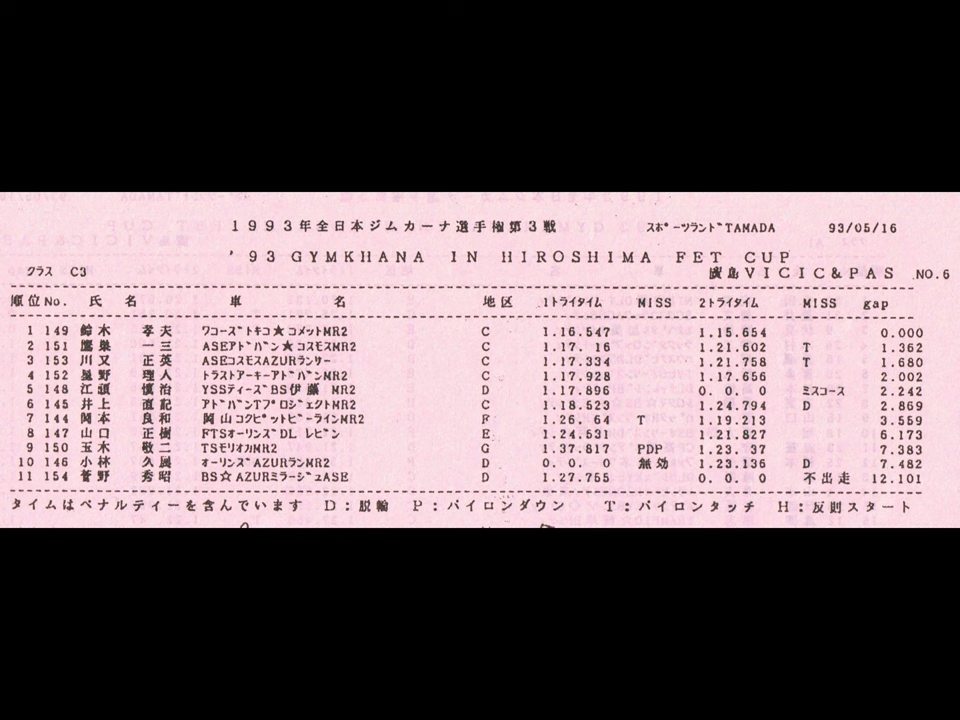 1993年全日本ジムカーナ選手権第3戦 スポーツランドTAMADA 93/05/16
'93 GYMKHANA IN HIROSHIMA FET CUP
クラス C3 廣島VICIC&PAS NO.6
順位 No. 氏 名 車 名 地区 1トライタイム MISS 2トライタイム MISS gap
1 149 鈴木 孝夫 ワコーズトキコ★コメットMR2 C 1.16.547 1.15.654 0.000
2 151 鷹巣 一三 ASEアドバン★コスモスMR2 C 1.17. 16 1.21.602 T 1.362
3 153 川又 正英 ASEコスモスAZURランサー C 1.17.334 1.21.758 T 1.680
4 152 星野 理人 トラストアーキーアドバンMR2 C 1.17.928 1.17.656 2.002
5 148 江頭 慎治 YSSティーズBS伊藤 MR2 D 1.17.896 0. 0. 0 ミスコース 2.242
6 145 井上 直記 アドバンTプロジェクトMR2 C 1.18.523 1.24.794 D 2.869
7 144 関本 良和 岡山コクピットビーラインMR2 F 1.26. 64 T 1.19.213 3.559
8 147 山口 正樹 FTSオーリンズDL レビン E 1.24.531 1.21.827 6.173
9 150 玉木 敬二 TSモリオカMR2 G 1.37.817 PDP 1.23. 37 7.383
10 146 小林 久展 オーリンズAZURランMR2 D 0. 0. 0 無効 1.23.136 D 7.482
11 154 菅野 秀昭 BS☆AZURミラージュASE D 1.27.755 0. 0. 0 不出走 12.101
タイムはペナルティーを含んでいます D：脱輪 P：パイロンダウン T：パイロンタッチ H：反則スタート